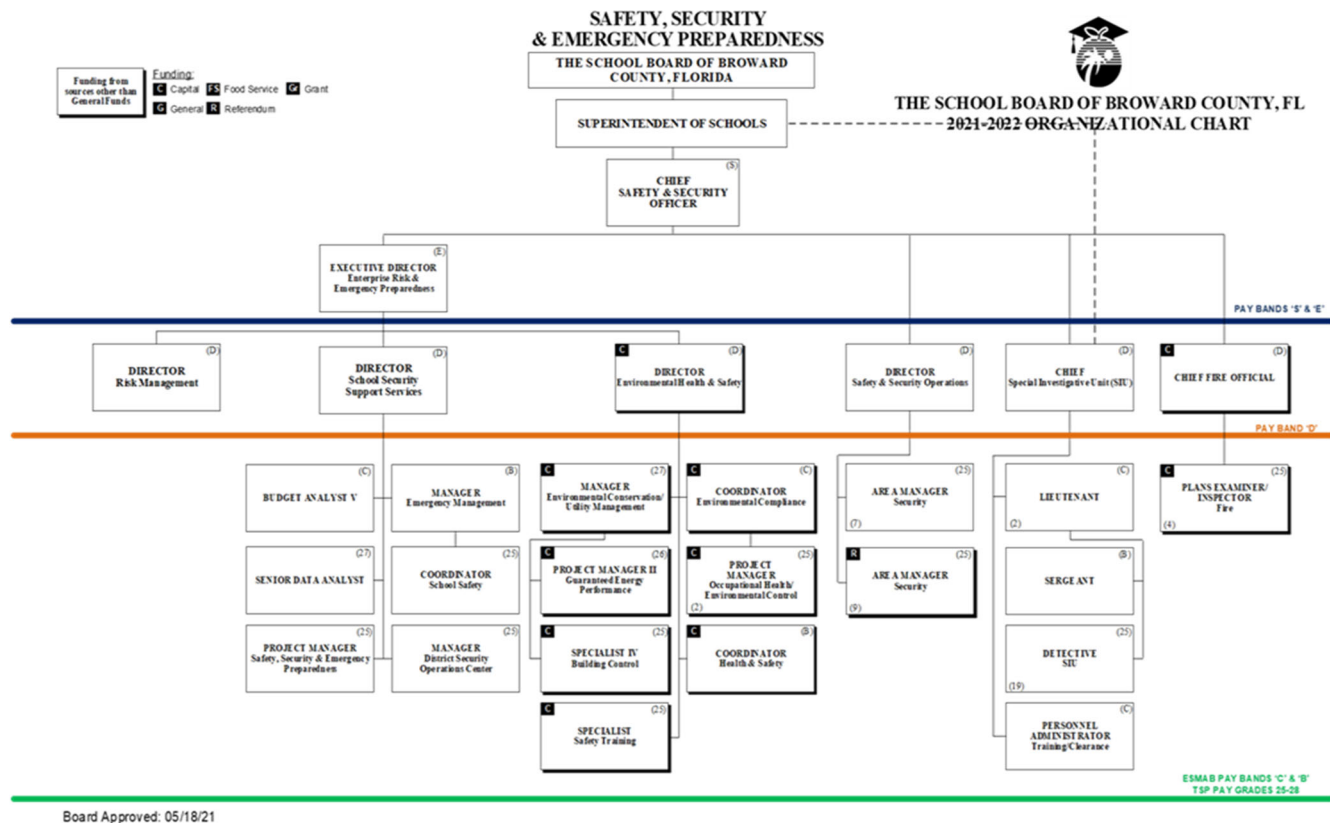 SAFETY, SECURITY
& EMERGENCY PREPAREDNESS
THE SCHOOL BOARD OF BROWARD
COUNTY, FLORIDA
SUPERINTENDENT OF SCHOOLS
Funding from
sources other than
General Funds
Funding:
C Capital FS Food Service Gr Grant
G General R Referendum
THE SCHOOL BOARD OF BROWARD COUNTY, FL
2021-2022 ORGANIZATIONAL CHART
(S)
CHIEF
SAFETY & SECURITY
OFFICER
(E)
EXECUTIVE DIRECTOR
Enterprise Risk &
Emergency Preparedness
PAY BANDS 'S' & 'E'
(D)
DIRECTOR
Risk Management
(D)
DIRECTOR
School Security
Support Services
C (D)
DIRECTOR
Environmental Health & Safety
(D)
DIRECTOR
Safety & Security Operations
(D)
CHIEF
Special Investigative Unit (SIU)
C (D)
CHIEF FIRE OFFICIAL
PAY BAND 'D'
(C)
BUDGET ANALYST V
(B)
MANAGER
Emergency Management
C (27)
MANAGER
Environmental Conservation/
Utility Management
C (C)
COORDINATOR
Environmental Compliance
(25)
AREA MANAGER
Security
(7)
(C)
LIEUTENANT
(2)
C (25)
PLANS EXAMINER/
INSPECTOR
Fire
(4)
(27)
SENIOR DATA ANALYST
(25)
COORDINATOR
School Safety
C (26)
PROJECT MANAGER II
Guaranteed Energy
Performance
C (25)
PROJECT
MANAGER
Occupational Health/
Environmental Control
(2)
R (25)
AREA MANAGER
Security
(9)
(B)
SERGEANT
(25)
PROJECT MANAGER
Safety, Security & Emergency
Preparedness
(25)
MANAGER
District Security
Operations Center
C (25)
SPECIALIST IV
Building Control
C (B)
COORDINATOR
Health & Safety
(25)
DETECTIVE
SIU
(19)
C (25)
SPECIALIST
Safety Training
(C)
PERSONNEL
ADMINISTRATOR
Training/Clearance
ESMAB PAY BANDS 'C' & 'B'
TSP PAY GRADES 25-28
Board Approved: 05/18/21